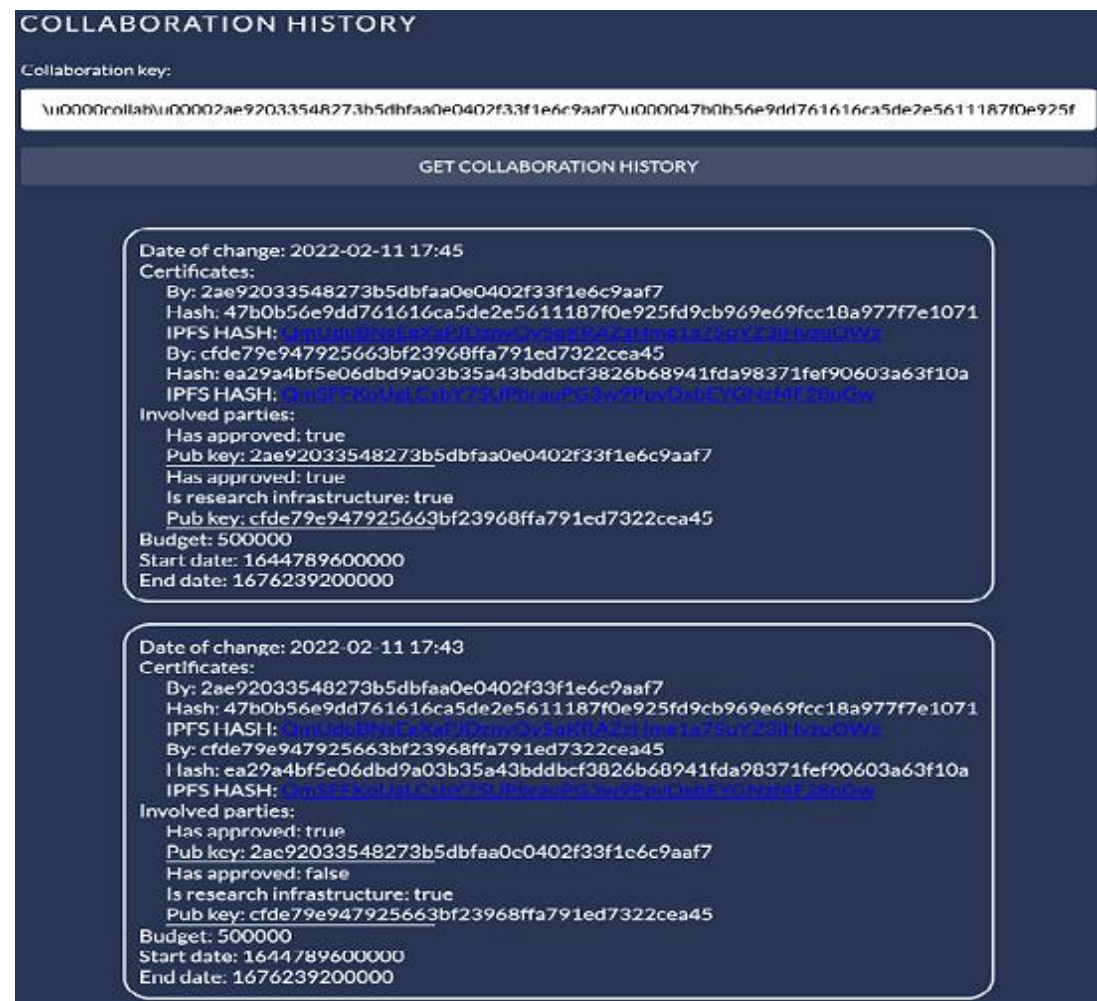 COLLABORATION HISTORY
Collaboration key:
\u0000collab\u00002ae92033548273b5dbfaa0e0402f33f1e6c9aaf7\u000047b0b56e9dd761616ca5de2e5611187f0e925f
GET COLLABORATION HISTORY
Date of change: 2022-02-11 17:45
Certificates:
By: 2ae92033548273b5dbfaa0e0402f33f1e6c9aaf7
Hash: 47b0b56e9dd761616ca5de2e5611187f0e925fd9cb969e69fcc18a977f7e1071
IPFS HASH:
By: cfde79e947925663bf23968ffa791ed7322cea45
Hash: ea29a4bf5e06dbd9a03b35a43bddbcf3826b68941fda98371fef90603a63f10a
IPFS HASH:
Involved parties:
Has approved: true
Pub key: 2ae92033548273b5dbfaa0e0402f33f1e6c9aaf7
Has approved: true
Is research infrastructure: true
Pub key: cfde79e947925663bf23968ffa791ed7322cea45
Budget: 500000
Start date: 1644789600000
End date: 1676239200000
Date of change: 2022-02-11 17:43
Certificates:
By: 2ae92033548273b5dbfaa0e0402f33f1e6c9aaf7
Hash: 47b0b56e9dd761616ca5de2e5611187f0e925fd9cb969e69fcc18a977f7e1071
IPFS HASH:
By: cfde79e947925663bf23968ffa791ed7322cea45
Hash: ea29a4bf5e06dbd9a03b35a43bddbcf3826b68941fda98371fef90603a63f10a
IPFS HASH:
Involved parties:
Has approved: true
Pub key: 2ae92033548273b5dbfaa0e0402f33f1e6c9aaf7
Has approved: false
Is research infrastructure: true
Pub key: cfde79e947925663bf23968ffa791ed7322cea45
Budget: 500000
Start date: 1644789600000
End date: 1676239200000